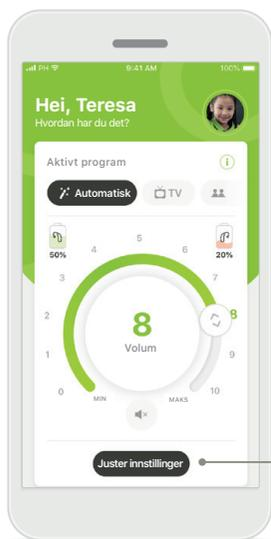 PH 9:41 AM 100%
Hei, Teresa
Hvordan har du det?
Aktivt program
i
Automatisk TV
50% 20%
5
4 6
3 7
2 8
1 9
0 10
8
Volum
MIN MAKS
Juster innstillinger